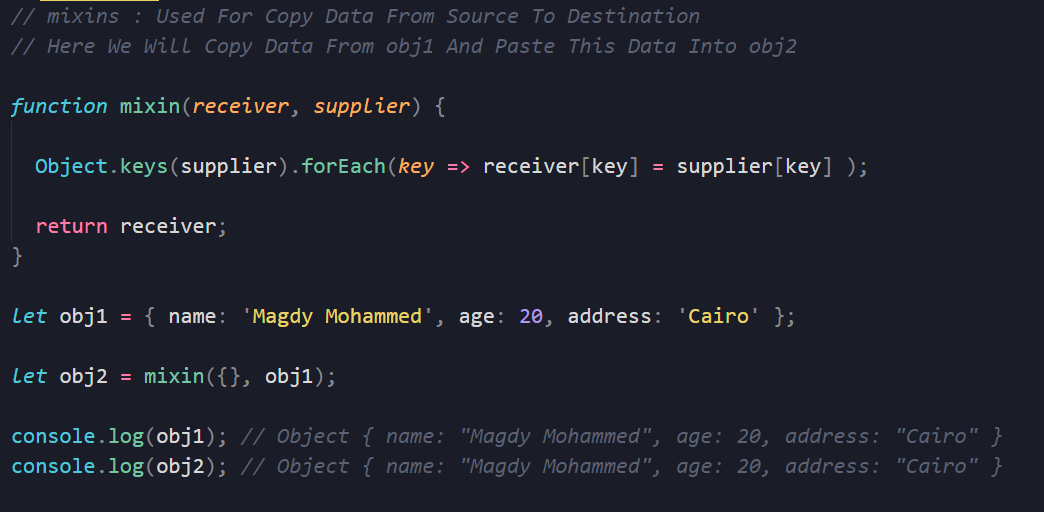 // mixins : Used For Copy Data From Source To Destination
// Here We Will Copy Data From obj1 And Paste This Data Into obj2
function mixin(receiver, supplier) {
Object.keys(supplier).forEach(key => receiver[key] = supplier[key] );
return receiver;
}
let obj1 = { name: 'Magdy Mohammed', age: 20, address: 'Cairo' };
let obj2 = mixin({}, obj1);
console.log(obj1); // Object { name: "Magdy Mohammed", age: 20, address: "Cairo" }
console.log(obj2); // Object { name: "Magdy Mohammed", age: 20, address: "Cairo" }